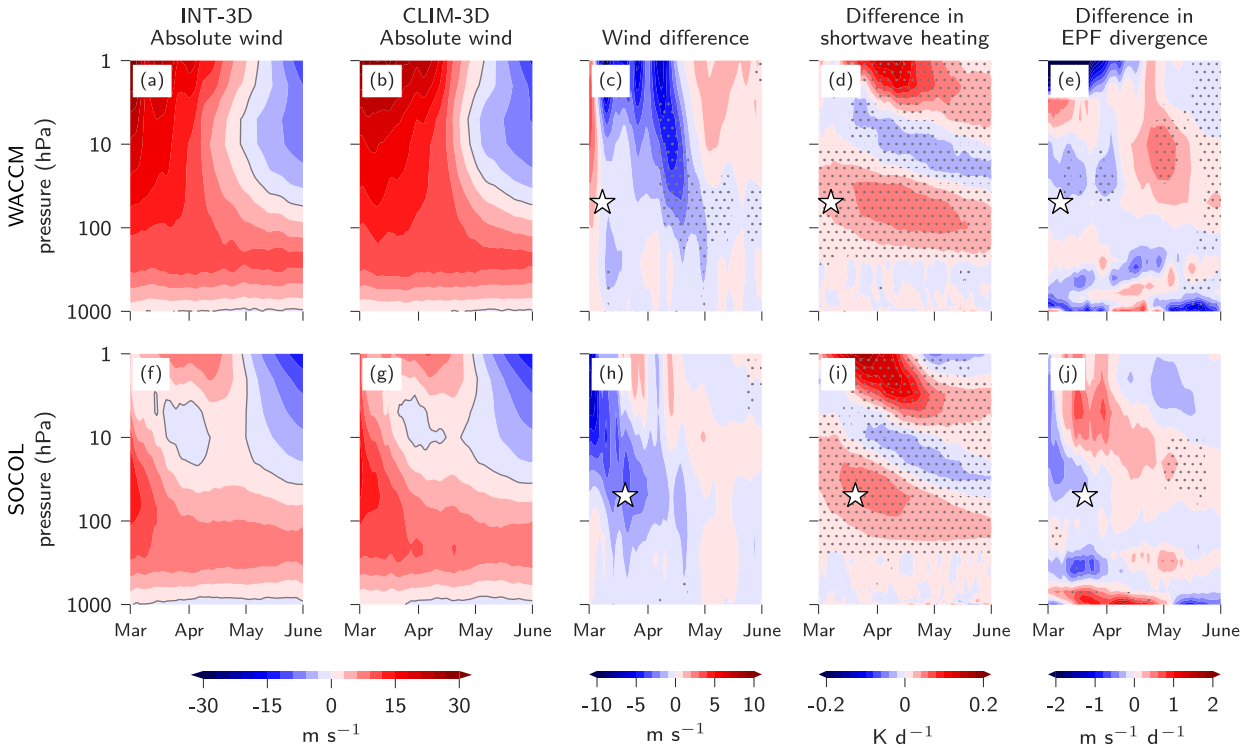 INT-3D
Absolute wind
CLIM-3D
Absolute wind
Wind difference
Difference in
shortwave heating
Difference in
EPF divergence
WACCM
pressure (hPa)
1
10
100
1000
(a)
(b)
(c)
(d)
(e)
SOCOL
pressure (hPa)
1
10
100
1000
(f)
(g)
(h)
(i)
(j)
Mar Apr May June
Mar Apr May June
Mar Apr May June
Mar Apr May June
Mar Apr May June
-30 -15 0 15 30
m s⁻¹
-10 -5 0 5 10
m s⁻¹
-0.2 0 0.2
K d⁻¹
-2 -1 0 1 2
m s⁻¹ d⁻¹